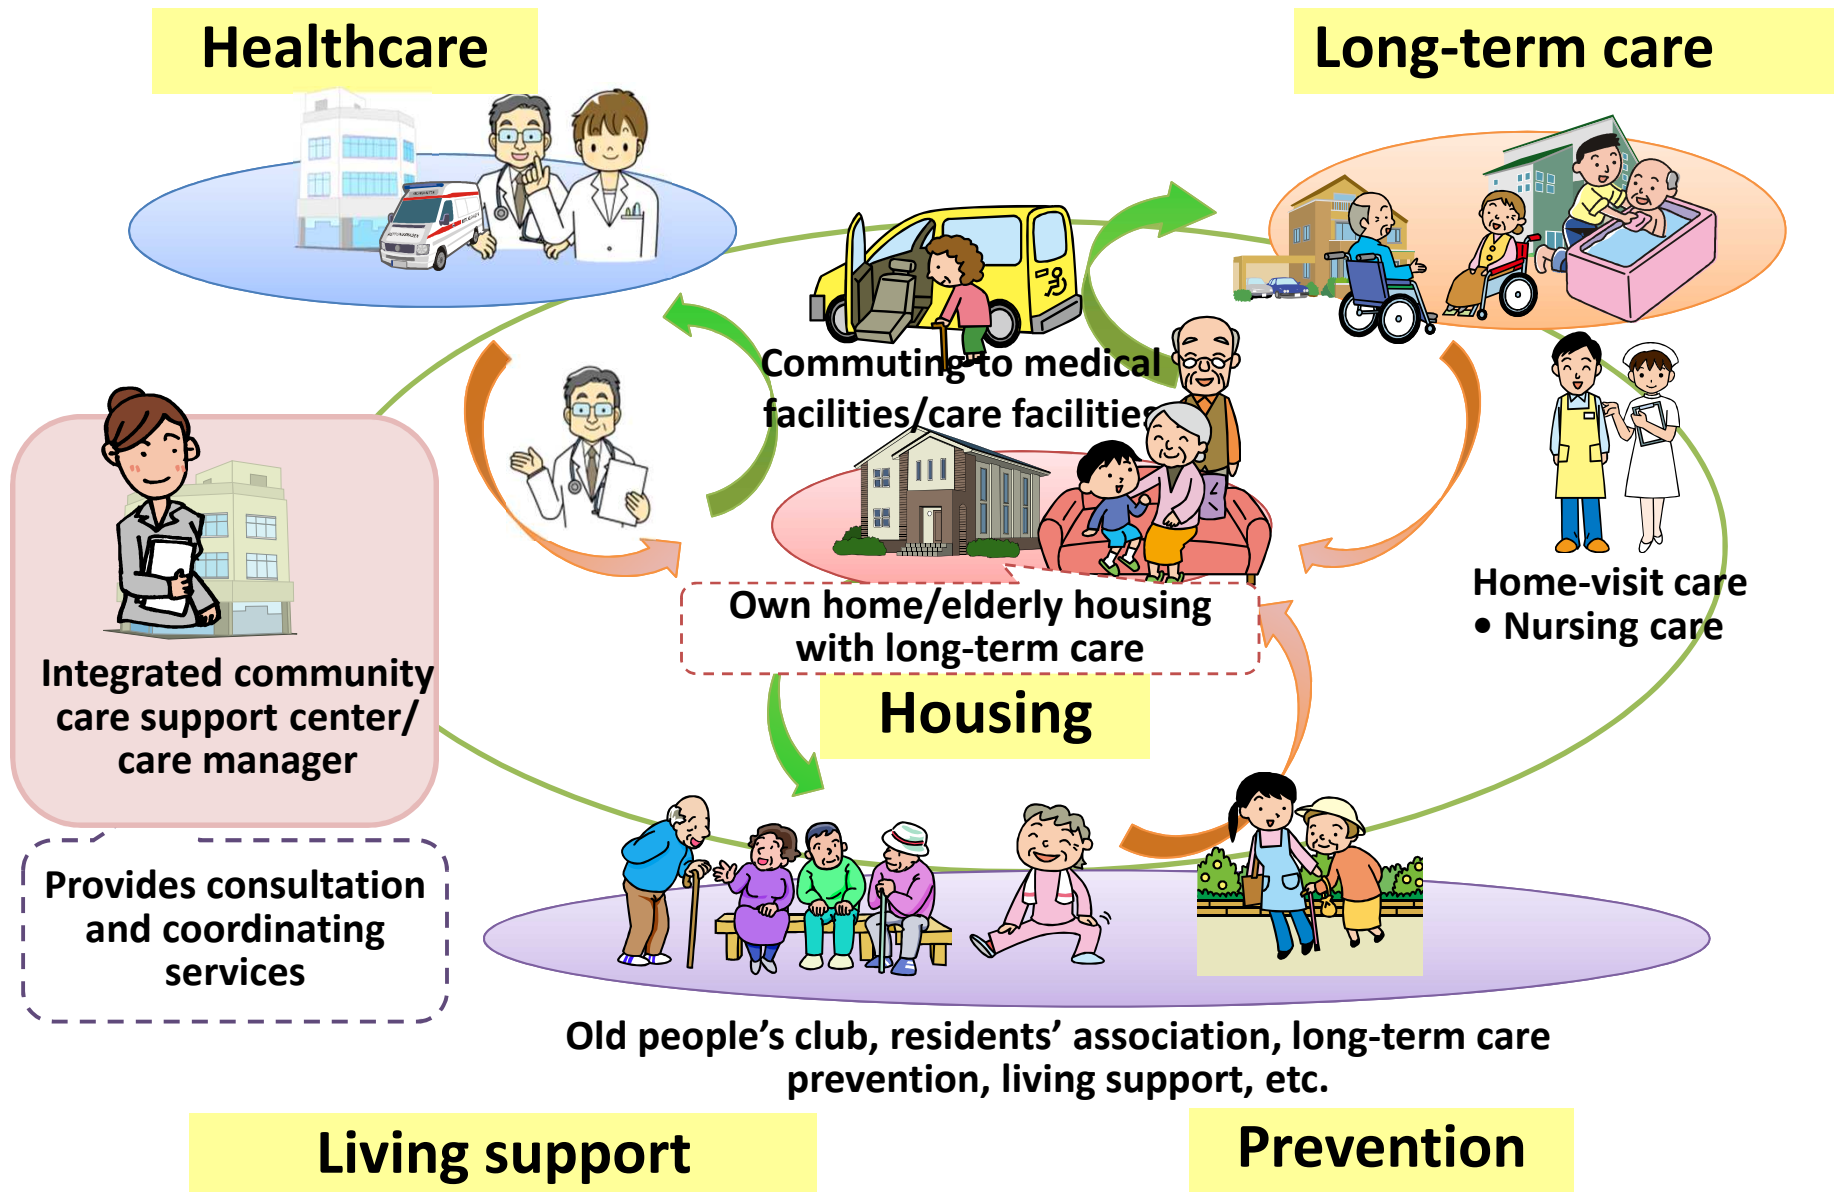 Healthcare
Long-term care
Commuting to medical
facilities/care facilities
Own home/elderly housing
with long-term care
Housing
Home-visit care
• Nursing care
Integrated community
care support center/
care manager
Provides consultation
and coordinating
services
Old people’s club, residents’ association, long-term care
prevention, living support, etc.
Living support
Prevention